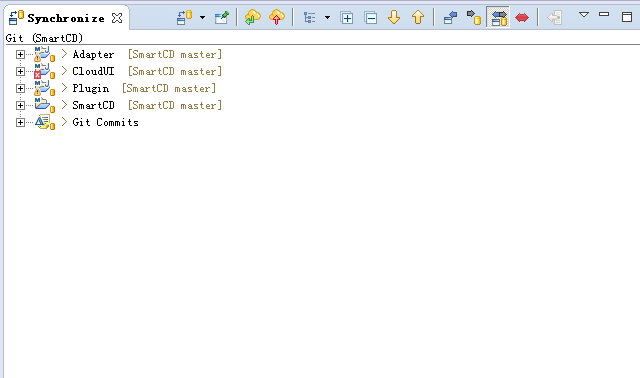 Synchronize
Git (SmartCD)
> Adapter [SmartCD master]
> CloudUI [SmartCD master]
> Plugin [SmartCD master]
> SmartCD [SmartCD master]
> Git Commits